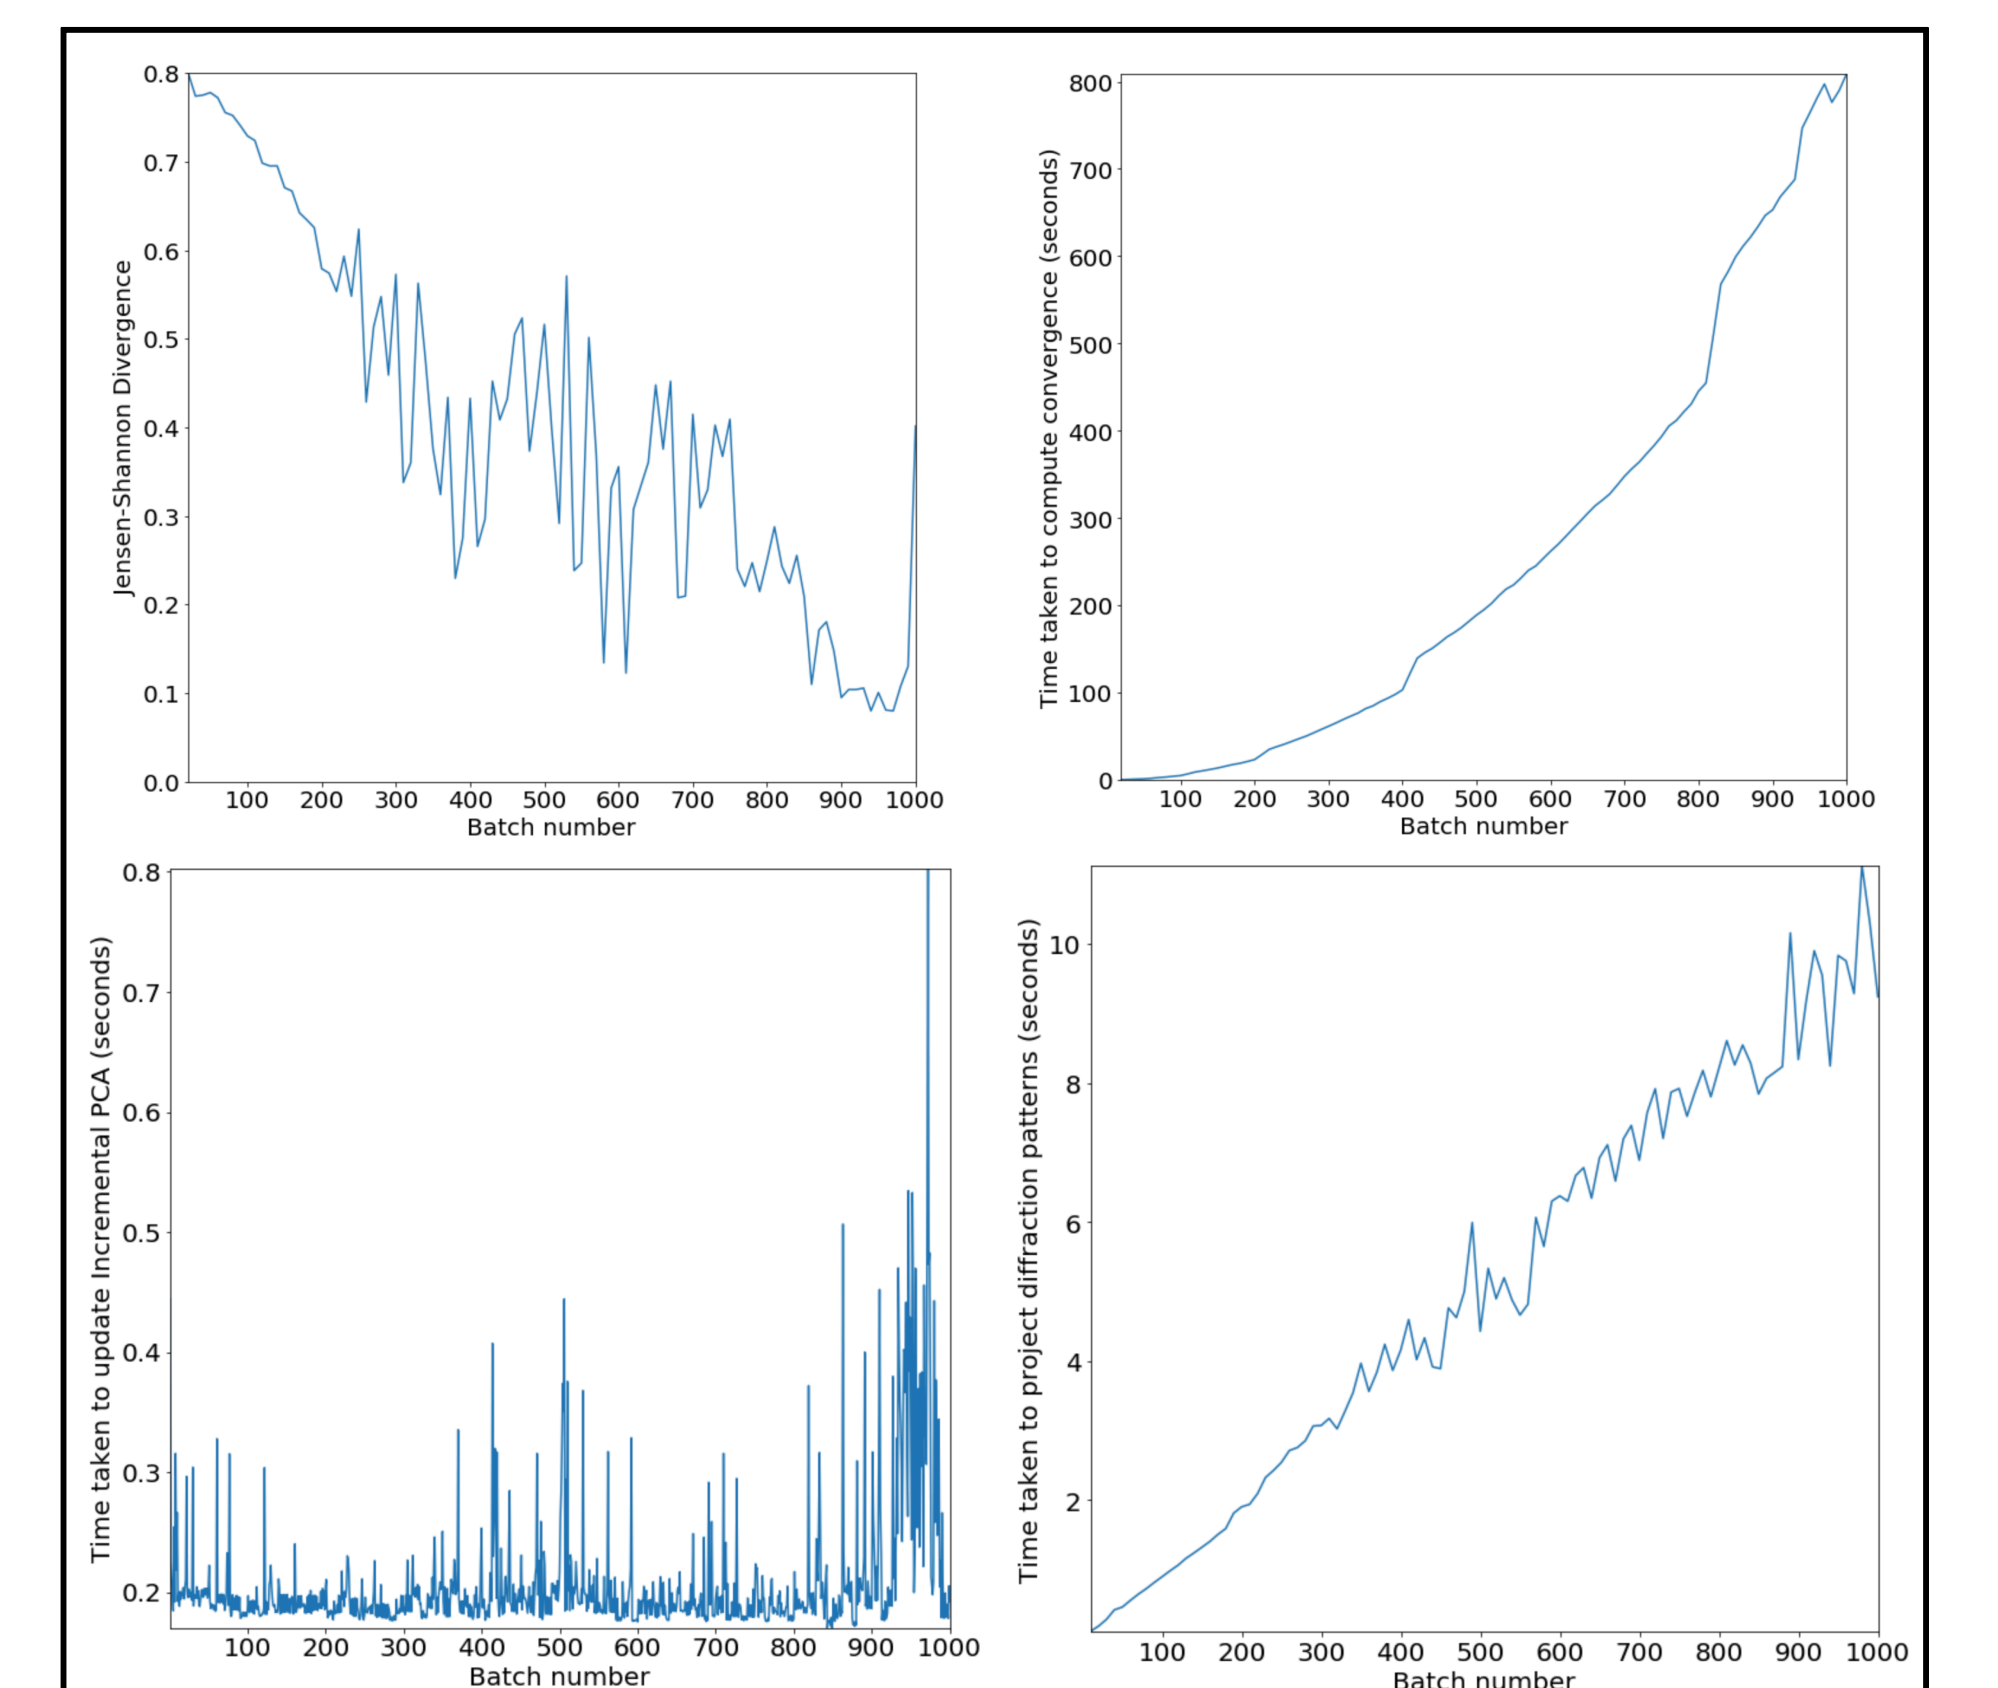 0.8
0.7
0.6
0.5
0.4
0.3
0.2
0.1
0.0
Jensen-Shannon Divergence
100 200 300 400 500 600 700 800 900 1000
Batch number
800
700
600
500
400
300
200
100
0
Time taken to compute convergence (seconds)
100 200 300 400 500 600 700 800 900 1000
Batch number
0.8
0.7
0.6
0.5
0.4
0.3
0.2
Time taken to update Incremental PCA (seconds)
100 200 300 400 500 600 700 800 900 1000
Batch number
10
8
6
4
2
Time taken to project diffraction patterns (seconds)
100 200 300 400 500 600 700 800 900 1000
Batch number